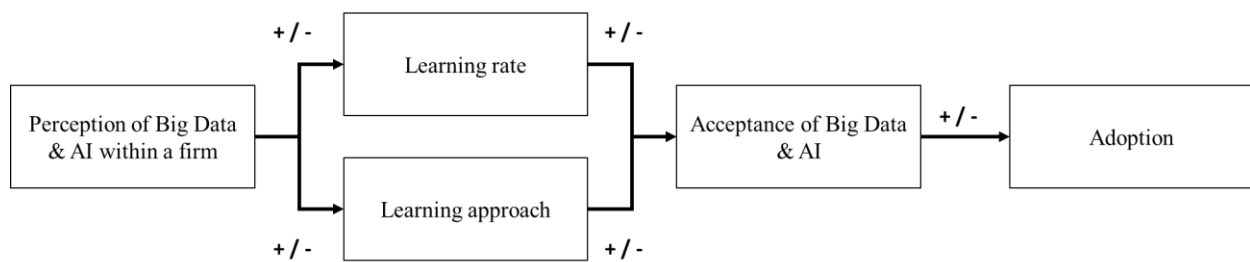 + / -
+ / -
Learning rate
Perception of Big Data
& AI within a firm
Acceptance of Big Data
& AI
+ / -
Adoption
Learning approach
+ / -
+ / -